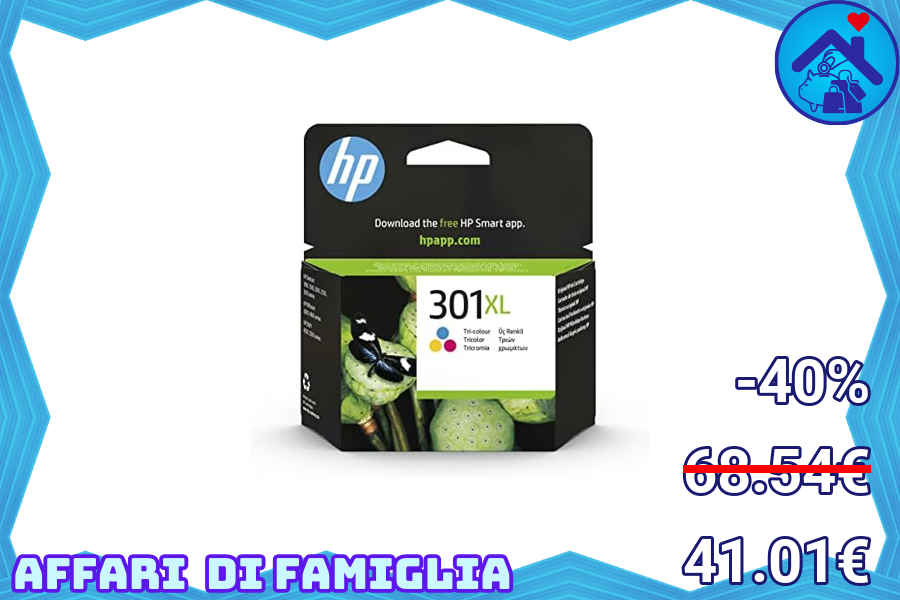 hp
Download the free HP Smart app.
hpapp.com
301XL
Tri-colour Üç Renkli
Tricolor Τριών
Tricromia χρωμάτων
-40%
68.54€
41.01€
AFFARI DI FAMIGLIA